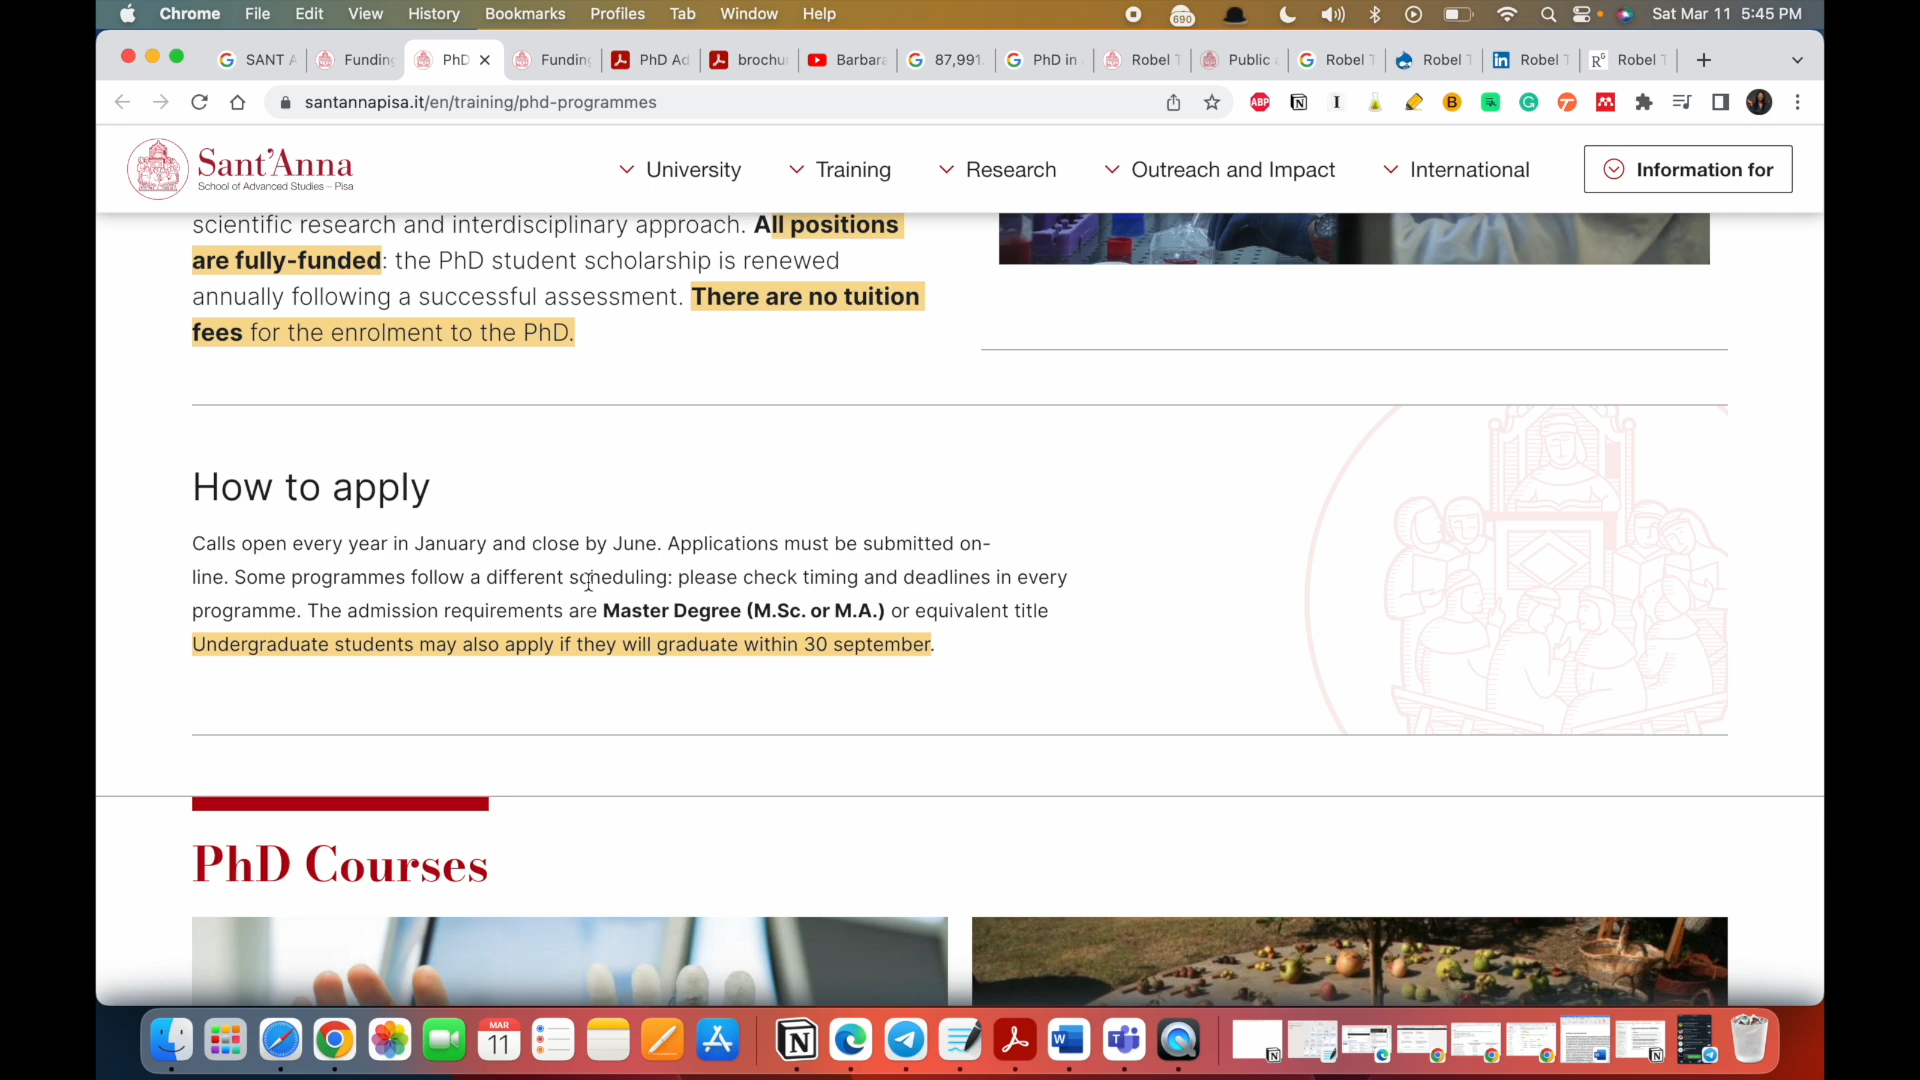 Chrome File Edit View History Bookmarks Profiles Tab Window Help 690 Sat Mar 11 5:45 PM
SANT A Funding PhD Funding PhD Ad brochu Barbara 87,991 PhD in Robel T Public Robel T Robel T Robel T Robel T
santannapisa.it/en/training/phd-programmes
Sant'Anna
School of Advanced Studies – Pisa
University Training Research Outreach and Impact International Information for
scientific research and interdisciplinary approach. All positions
are fully-funded: the PhD student scholarship is renewed
annually following a successful assessment. There are no tuition
fees for the enrolment to the PhD.
How to apply
Calls open every year in January and close by June. Applications must be submitted on-
line. Some programmes follow a different scheduling: please check timing and deadlines in every
programme. The admission requirements are Master Degree (M.Sc. or M.A.) or equivalent title
Undergraduate students may also apply if they will graduate within 30 september.
PhD Courses
MAR
11